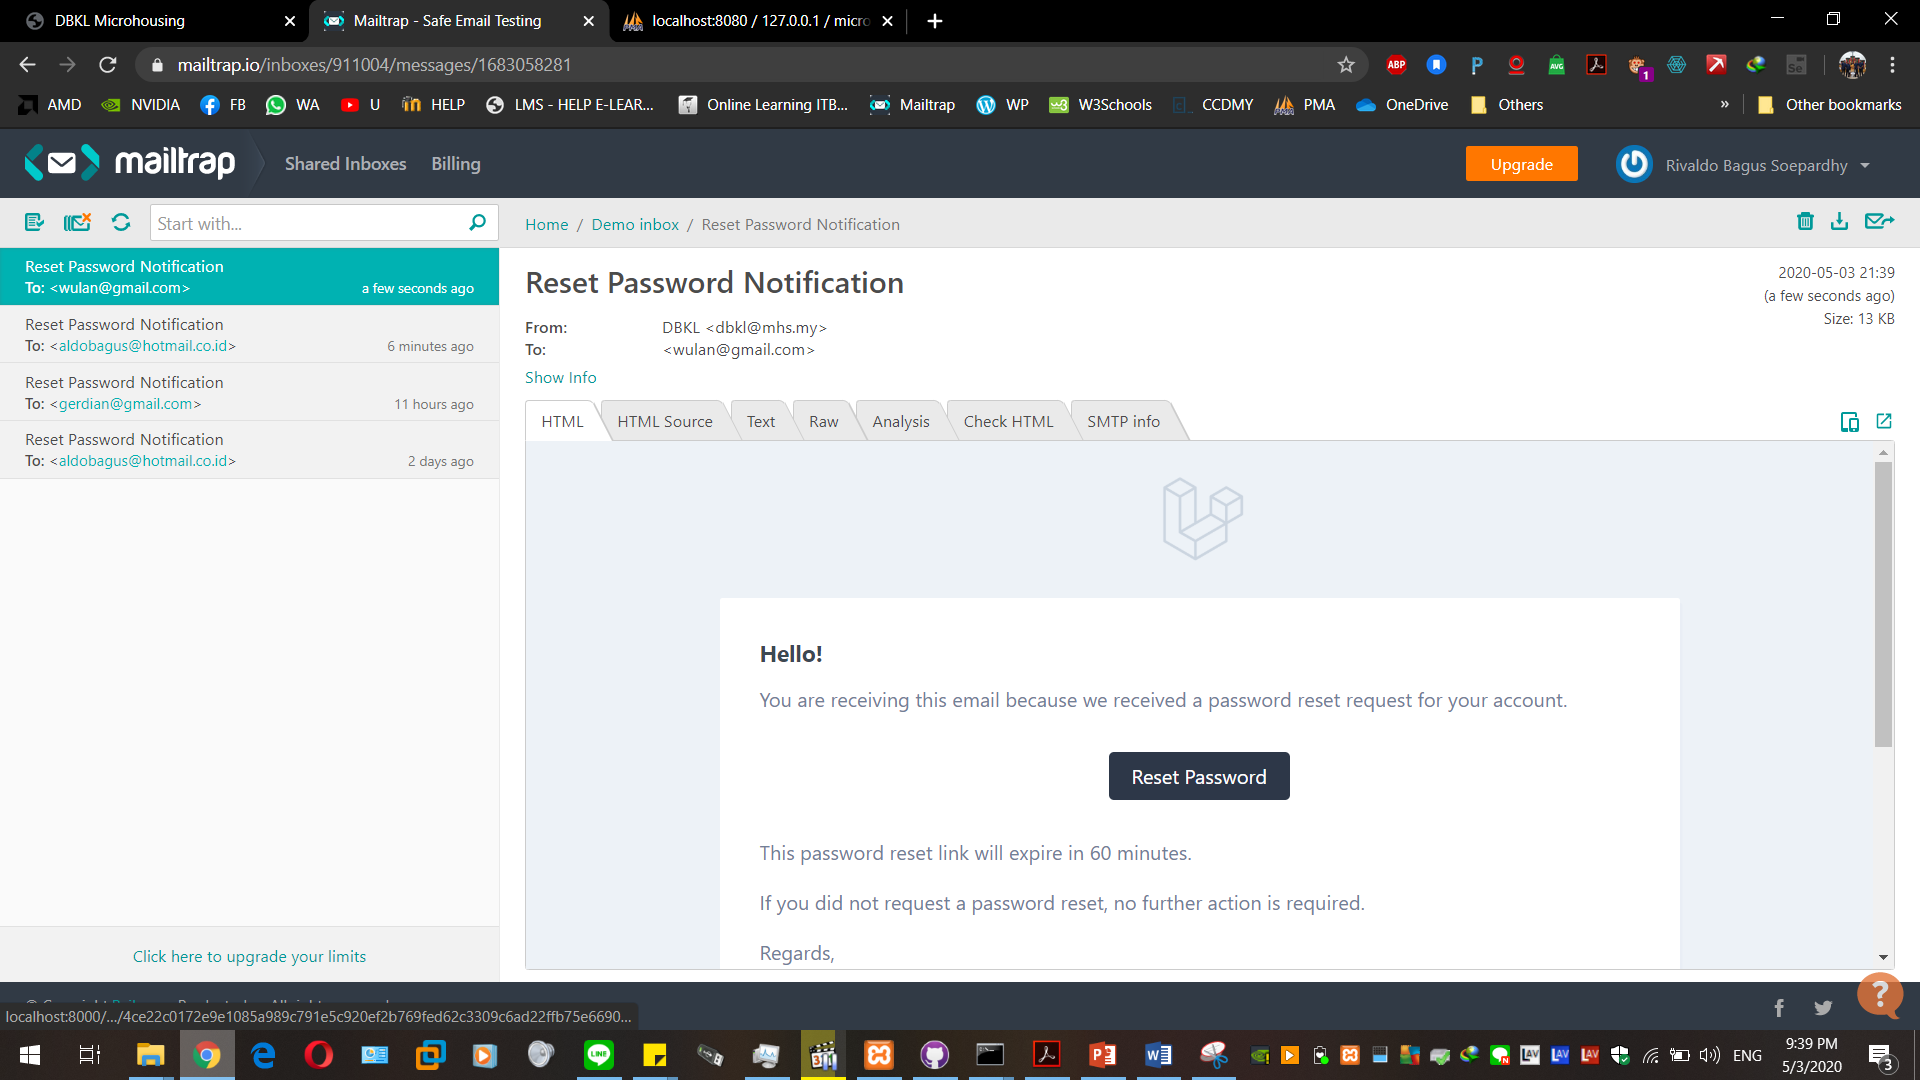 DBKL Microhousing
Mailtrap - Safe Email Testing
localhost:8080 / 127.0.0.1 / micro
mailtrap.io/inboxes/911004/messages/1683058281
ABP
AVG
1
Se
AMD
NVIDIA
FB
WA
U
HELP
LMS - HELP E-LEAR...
Online Learning ITB...
Mailtrap
WP
W3Schools
CCDMY
PMA
OneDrive
Others
»
Other bookmarks
mailtrap
Shared Inboxes
Billing
Upgrade
Rivaldo Bagus Soepardhy
Start with...
Home / Demo inbox / Reset Password Notification
Reset Password Notification
To: <wulan@gmail.com>
a few seconds ago
Reset Password Notification
To: <aldobagus@hotmail.co.id>
6 minutes ago
Reset Password Notification
To: <gerdian@gmail.com>
11 hours ago
Reset Password Notification
To: <aldobagus@hotmail.co.id>
2 days ago
Click here to upgrade your limits
Reset Password Notification
2020-05-03 21:39
(a few seconds ago)
Size: 13 KB
From: DBKL <dbkl@mhs.my>
To: <wulan@gmail.com>
Show Info
HTML
HTML Source
Text
Raw
Analysis
Check HTML
SMTP info
Hello!
You are receiving this email because we received a password reset request for your account.
Reset Password
This password reset link will expire in 60 minutes.
If you did not request a password reset, no further action is required.
Regards,
?
localhost:8000/.../4ce22c0172e9e1085a989c791e5c920ef2b769fed62c3309c6ad22ffb75e6690...
LINE
ENG
9:39 PM
5/3/2020
3